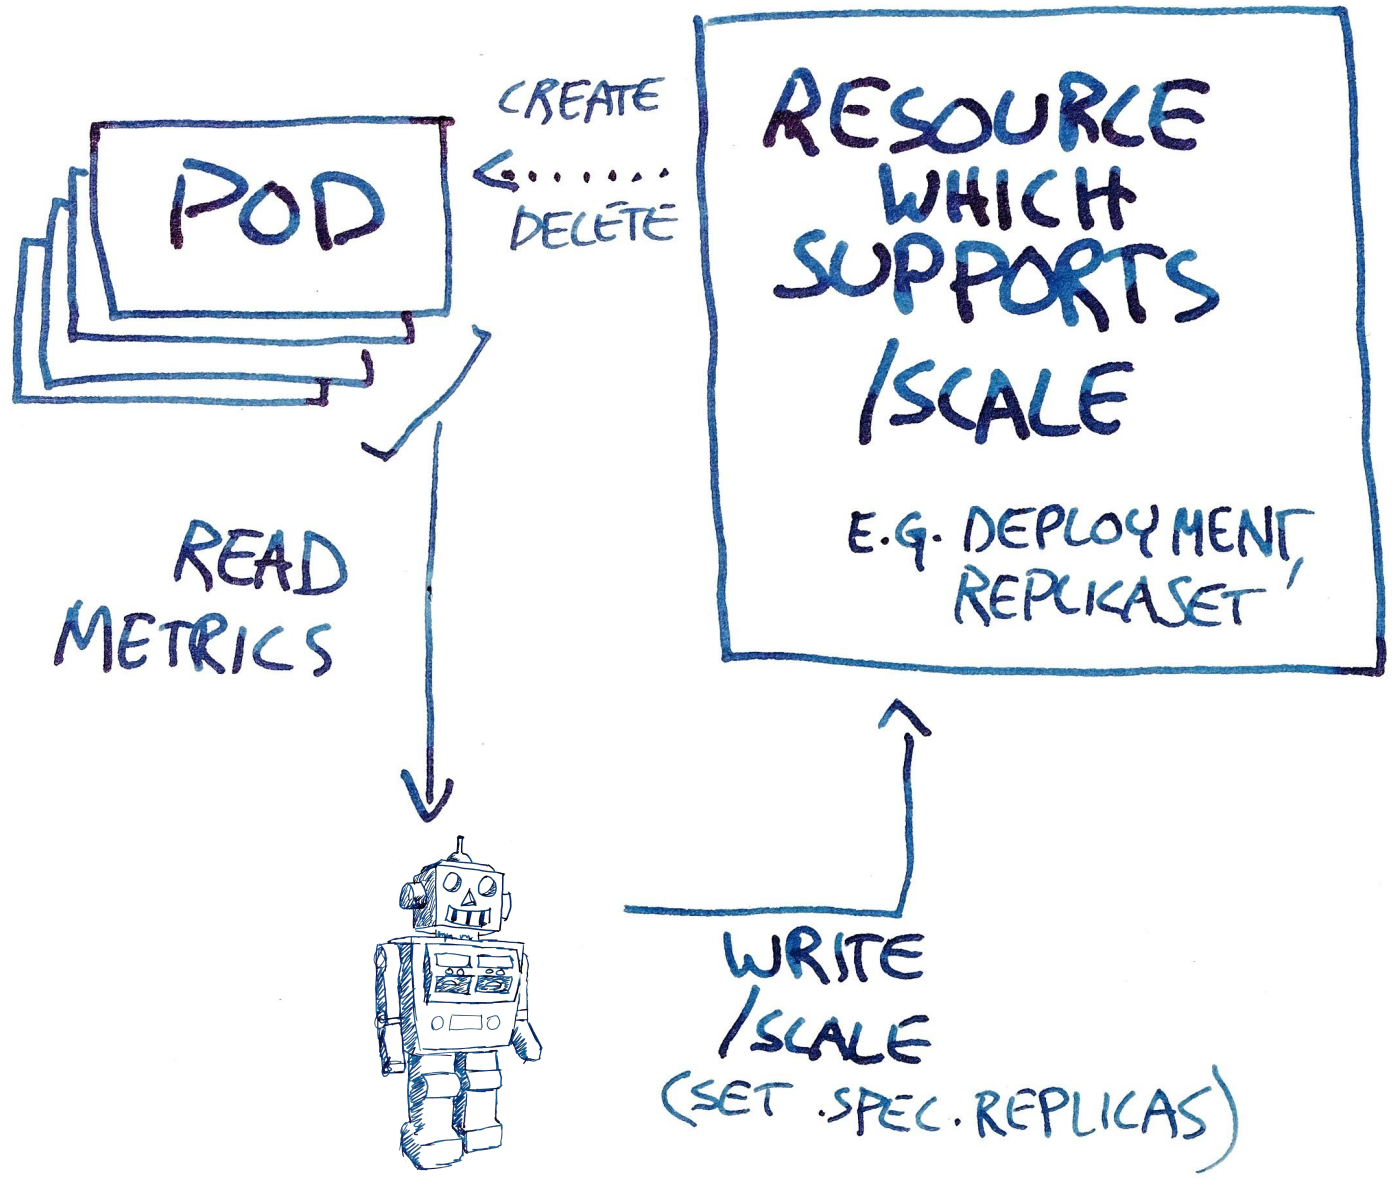 POD
CREATE
DELETE
RESOURCE
WHICH
SUPPORTS
/SCALE
E.G. DEPLOYMENT,
REPLICASET
READ
METRICS
WRITE
/SCALE
(SET .SPEC.REPLICAS)